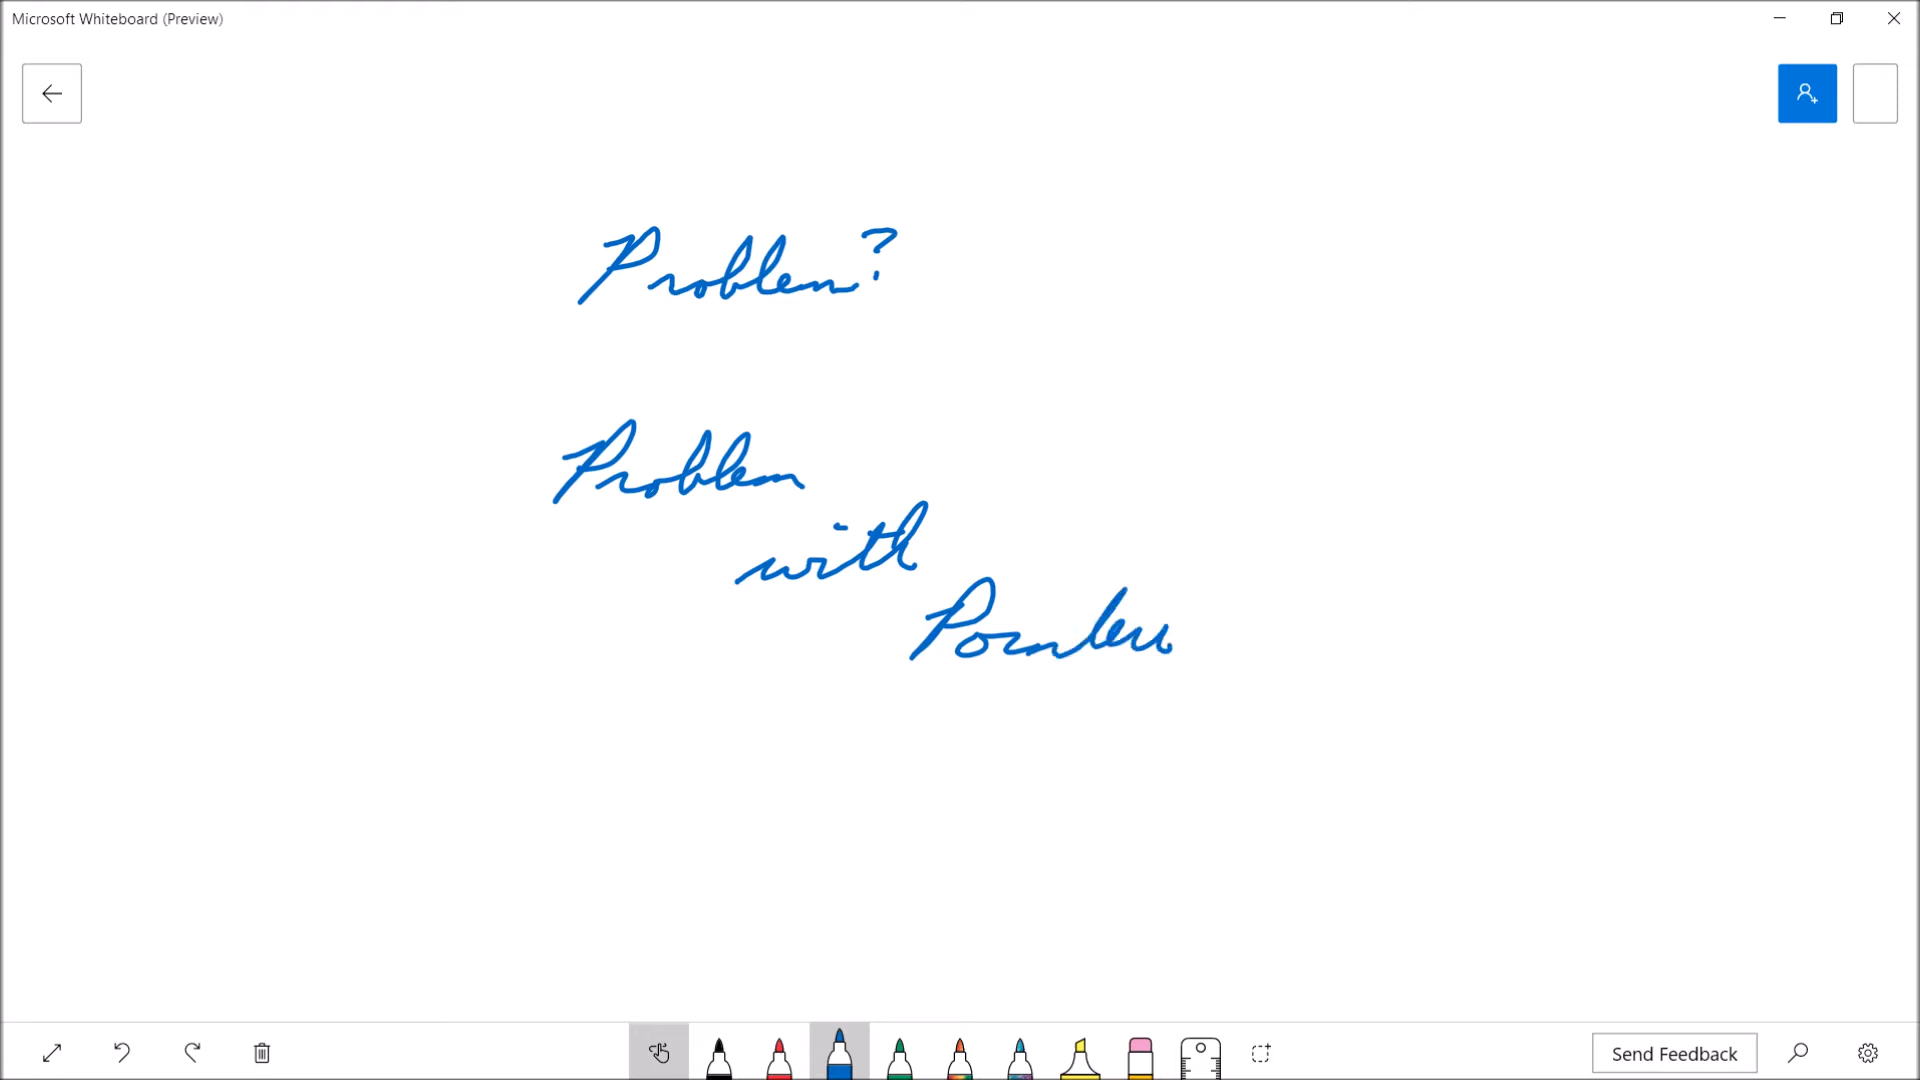 Microsoft Whiteboard (Preview)
Problem?
Problem
with
Send Feedback